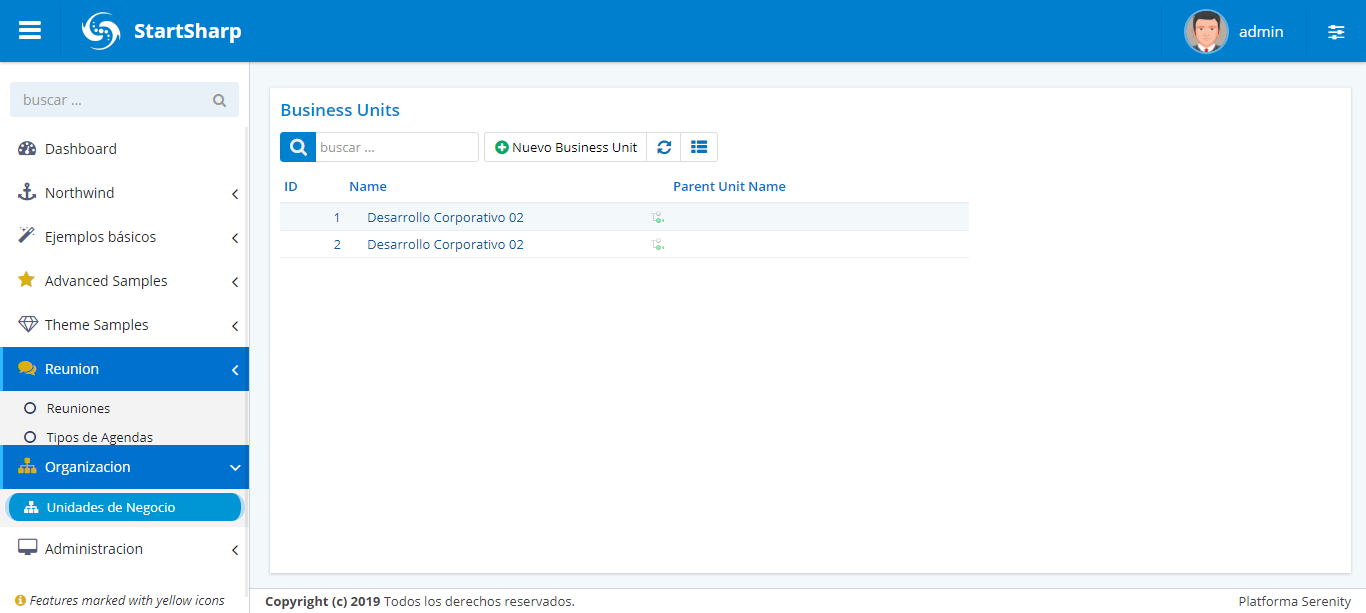 StartSharp
admin
buscar ...
Dashboard
Northwind
Ejemplos básicos
Advanced Samples
Theme Samples
Reunion
Reuniones
Tipos de Agendas
Organizacion
Unidades de Negocio
Administracion
Features marked with yellow icons
Business Units
buscar ... Nuevo Business Unit
ID Name Parent Unit Name
1 Desarrollo Corporativo 02
2 Desarrollo Corporativo 02
Copyright (c) 2019 Todos los derechos reservados. Platforma Serenity